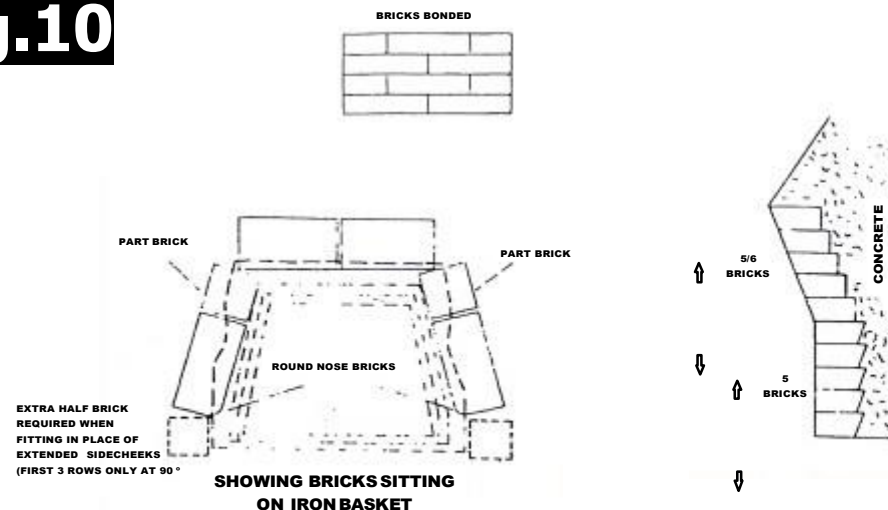 g.10
BRICKS BONDED
PART BRICK
PART BRICK
5/6
BRICKS
CONCRETE
ROUND NOSE BRICKS
5
BRICKS
EXTRA HALF BRICK
REQUIRED WHEN
FITTING IN PLACE OF
EXTENDED SIDECHEEKS
(FIRST 3 ROWS ONLY AT 90 °
SHOWING BRICKS SITTING
ON IRON BASKET